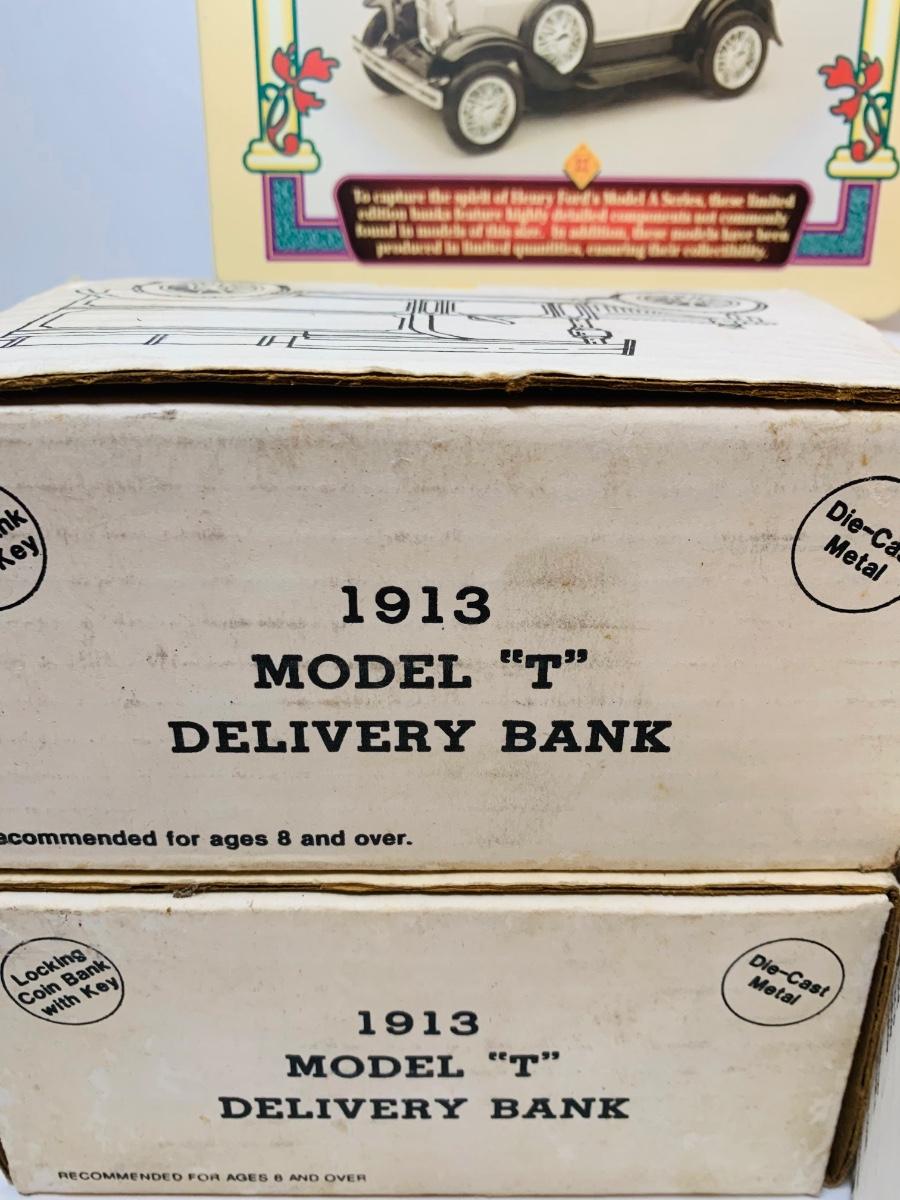 To capture the spirit of Henry Ford's Model A Series, these limited
edition banks feature highly detailed components not commonly
found in models of this size. In addition, these models have been
produced in limited quantities, ensuring their collectibility.
nk
Key
Die-Ca
Metal
1913
MODEL "T"
DELIVERY BANK
ecommended for ages 8 and over.
Locking
Coin Bank
with Key
Die-Cast
Metal
1913
MODEL "T"
DELIVERY BANK
RECOMMENDED FOR AGES 8 AND OVER